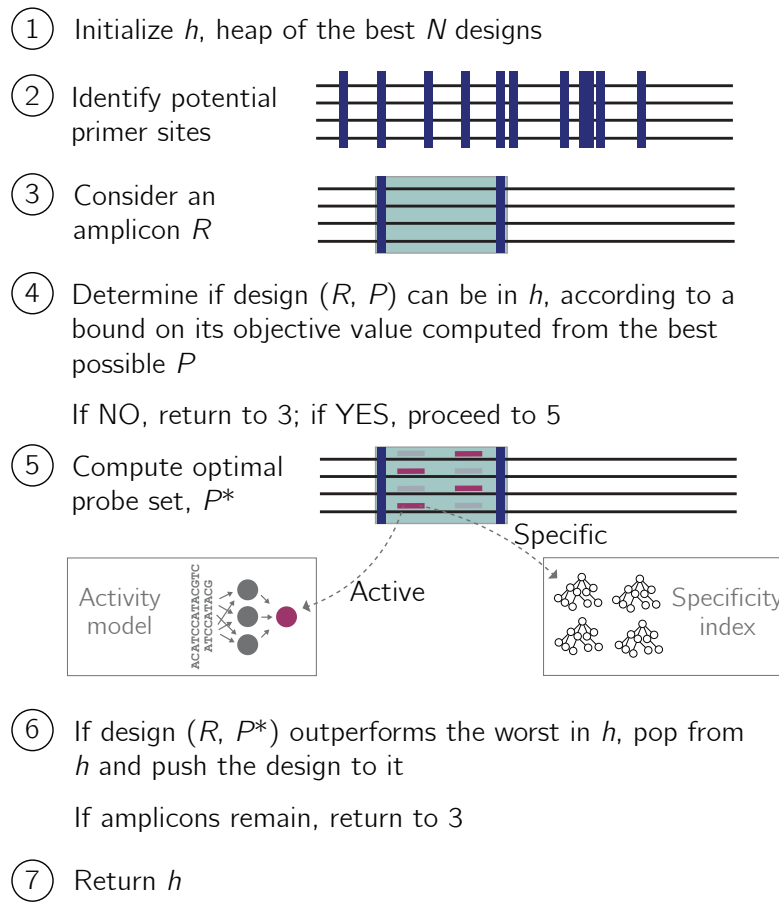 1 Initialize h, heap of the best N designs
2 Identify potential
primer sites
3 Consider an
amplicon R
4 Determine if design (R, P) can be in h, according to a
bound on its objective value computed from the best
possible P
If NO, return to 3; if YES, proceed to 5
5 Compute optimal
probe set, P*
Specific
Active
Activity
model
ACATCCATACGTC
ATCCATACG
Specificity
index
6 If design (R, P*) outperforms the worst in h, pop from
h and push the design to it
If amplicons remain, return to 3
7 Return h